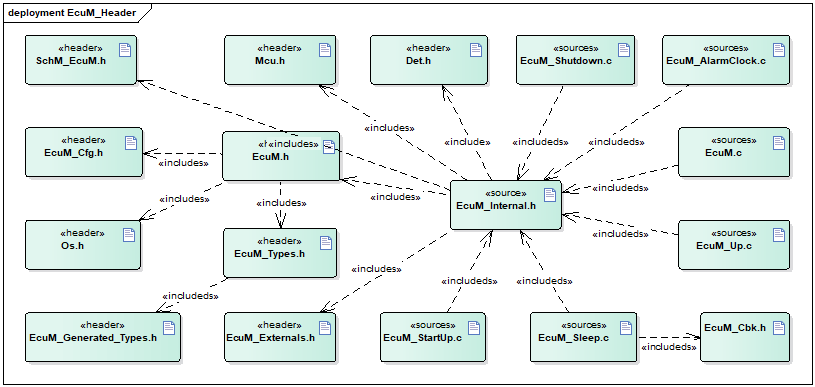 deployment EcuM_Header
«header»
SchM_EcuM.h
«header»
Mcu.h
«header»
Det.h
«sources»
EcuM_Shutdown.c
«sources»
EcuM_AlarmClock.c
«includes»
«include»
«includeds»
«includeds»
«header»
EcuM_Cfg.h
«includes»
«includes»
EcuM.h
«sources»
EcuM.c
«includes»
«includeds»
«includes»
«includes»
«source»
EcuM_Internal.h
«header»
Os.h
«includes»
«header»
EcuM_Types.h
«includeds»
«sources»
EcuM_Up.c
«includes»
«includeds»
«includeds»
«includeds»
«header»
EcuM_Generated_Types.h
«header»
EcuM_Externals.h
«sources»
EcuM_StartUp.c
«sources»
EcuM_Sleep.c
EcuM_Cbk.h
«includeds»